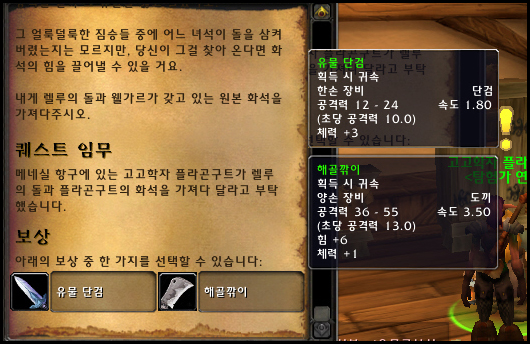 그 얼룩덜룩한 짐승들 중에 어느 녀석이 돌을 삼켜
버렸는지는 모르지만, 당신이 그걸 찾아 온다면 화
석의 힘을 끌어낼 수 있을 거요.
내게 렐루의 돌과 웰가르가 갖고 있는 원본 화석을
가져다주시오.
퀘스트 임무
메네실 항구에 있는 고고학자 플라곤구트가 렐루
의 돌과 플라곤구트의 화석을 가져다 달라고 부탁
했습니다.
보상
아래의 보상 중 한 가지를 선택할 수 있습니다:
유물 단검
해골깎이
유물 단검
획득 시 귀속
한손 장비 단검
공격력 12 - 24 속도 1.80
(초당 공격력 10.0)
체력 +3
해골깎이
획득 시 귀속
양손 장비 도끼
공격력 36 - 55 속도 3.50
(초당 공격력 13.0)
힘 +6
체력 +1
고고학자 플라
<탐험가 연